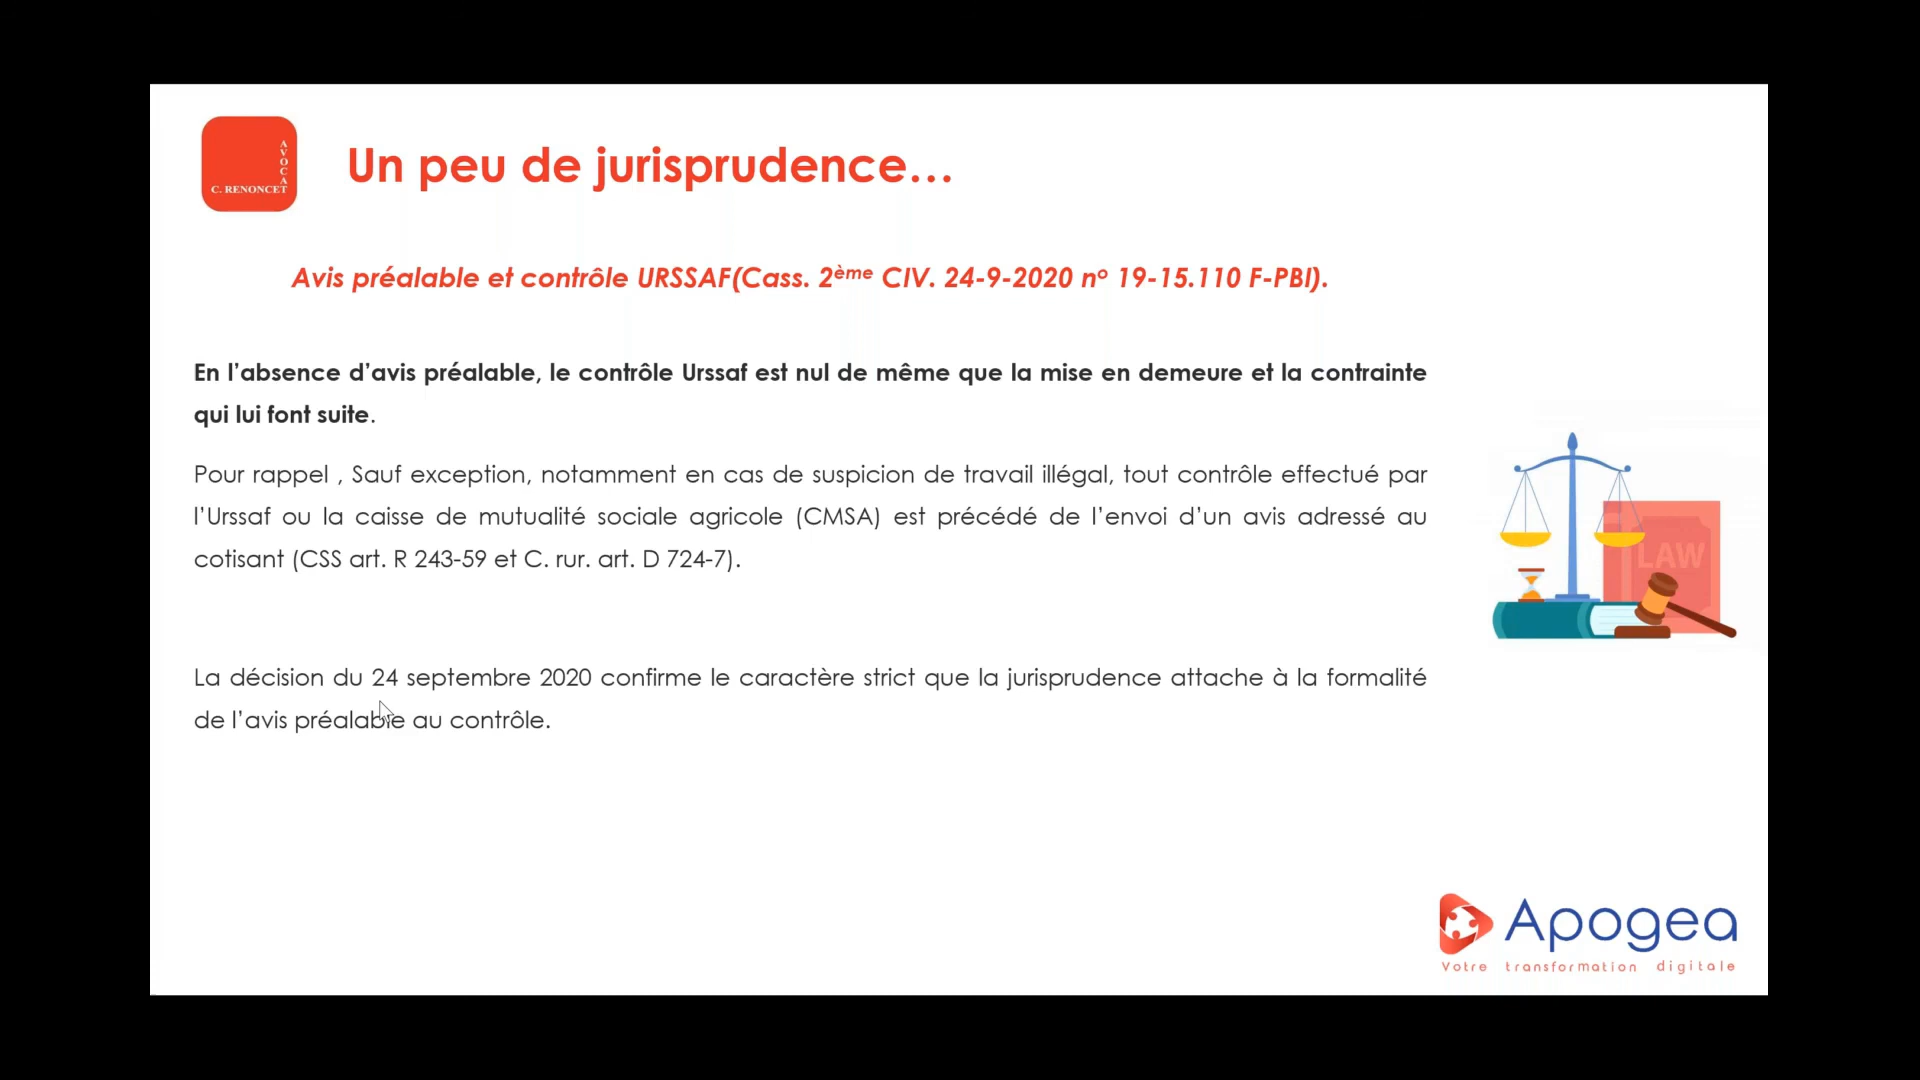 AVOCAT
C. RENONCET
Un peu de jurisprudence…
Avis préalable et contrôle URSSAF(Cass. 2ème CIV. 24-9-2020 nº 19-15.110 F-PBI).
En l’absence d’avis préalable, le contrôle Urssaf est nul de même que la mise en demeure et la contrainte
qui lui font suite.
Pour rappel , Sauf exception, notamment en cas de suspicion de travail illégal, tout contrôle effectué par
l’Urssaf ou la caisse de mutualité sociale agricole (CMSA) est précédé de l’envoi d’un avis adressé au
cotisant (CSS art. R 243-59 et C. rur. art. D 724-7).
LAW
La décision du 24 septembre 2020 confirme le caractère strict que la jurisprudence attache à la formalité
de l’avis préalable au contrôle.
Apogea
Votre transformation digitale